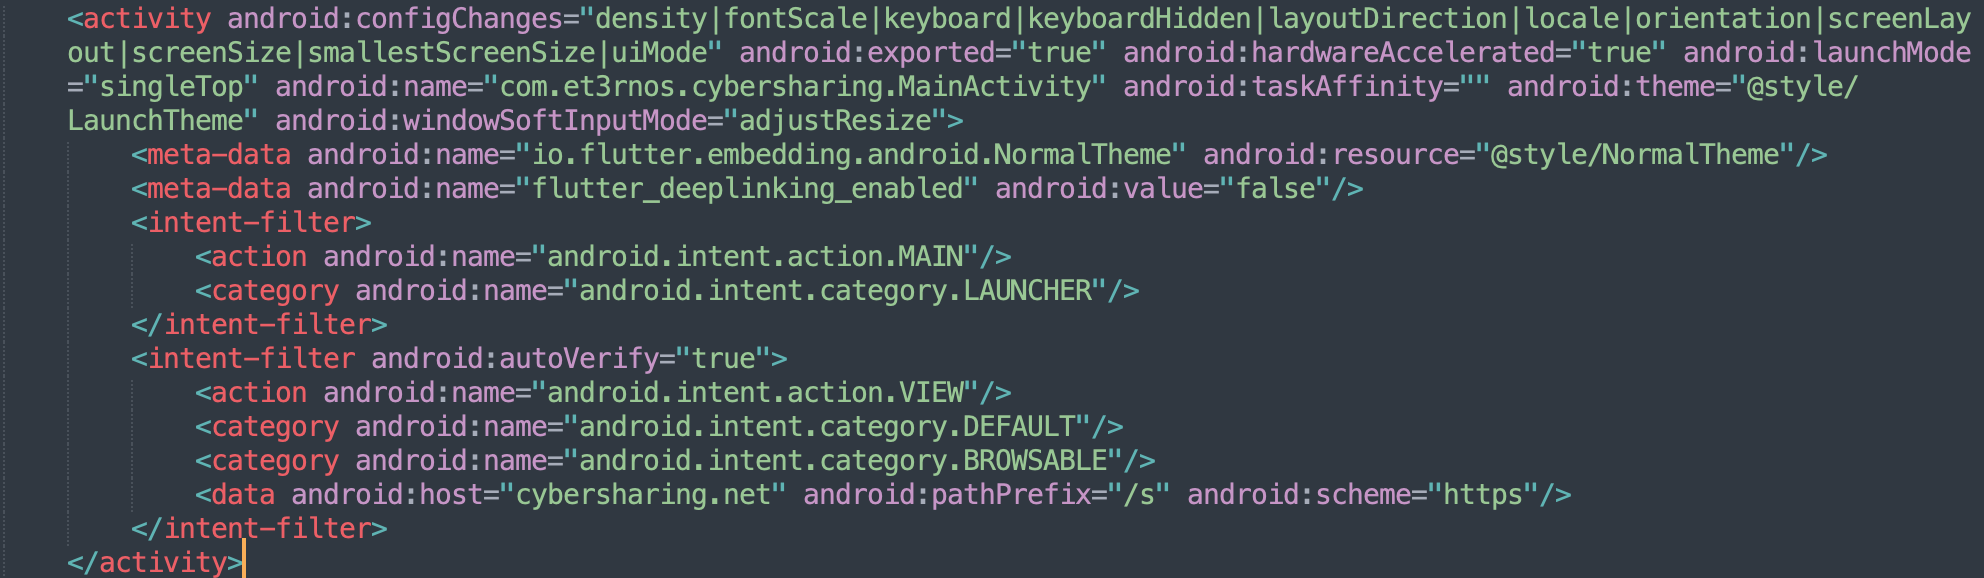 <activity android:configChanges="density|fontScale|keyboard|keyboardHidden|layoutDirection|locale|orientation|screenLay
out|screenSize|smallestScreenSize|uiMode" android:exported="true" android:hardwareAccelerated="true" android:launchMode
="singleTop" android:name="com.et3rnos.cybersharing.MainActivity" android:taskAffinity="" android:theme="@style/
LaunchTheme" android:windowSoftInputMode="adjustResize">
<meta-data android:name="io.flutter.embedding.android.NormalTheme" android:resource="@style/NormalTheme"/>
<meta-data android:name="flutter_deeplinking_enabled" android:value="false"/>
<intent-filter>
<action android:name="android.intent.action.MAIN"/>
<category android:name="android.intent.category.LAUNCHER"/>
</intent-filter>
<intent-filter android:autoVerify="true">
<action android:name="android.intent.action.VIEW"/>
<category android:name="android.intent.category.DEFAULT"/>
<category android:name="android.intent.category.BROWSABLE"/>
<data android:host="cybersharing.net" android:pathPrefix="/s" android:scheme="https"/>
</intent-filter>
</activity>